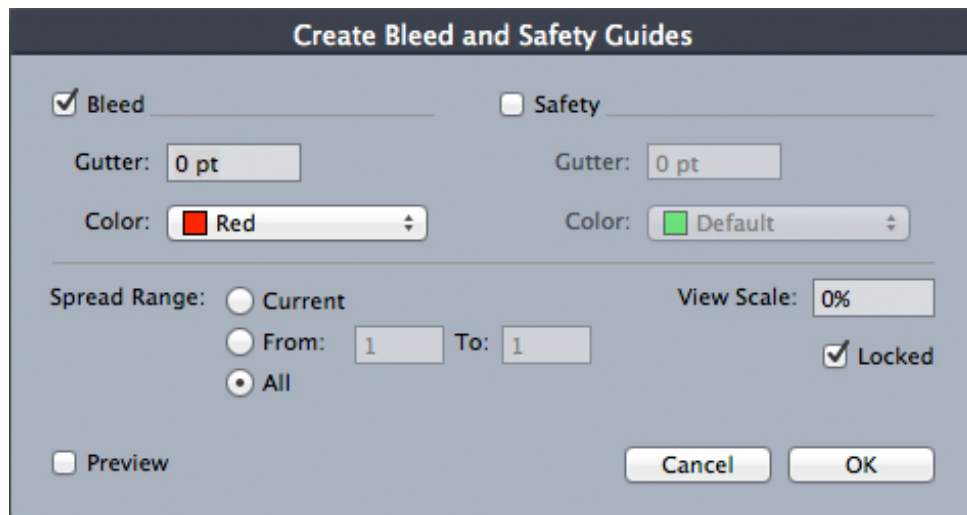 Create Bleed and Safety Guides
Bleed
Safety
Gutter: 0 pt
Gutter: 0 pt
Color: Red
Color: Default
Spread Range:
Current
View Scale: 0%
From: 1 To: 1
Locked
All
Preview
Cancel
OK